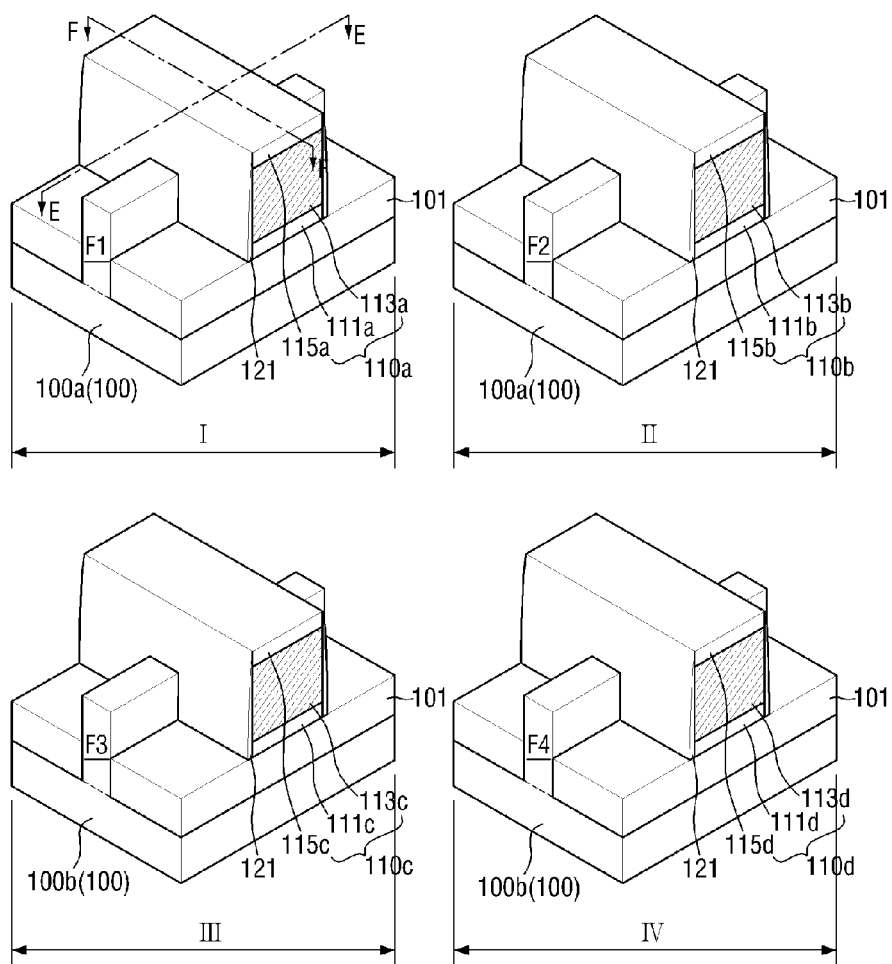 F
E
E
F
F1
101
113a
111a
115a
110a
121
100a(100)
I
F2
101
113b
111b
115b
110b
121
100a(100)
II
F3
101
113c
111c
115c
110c
121
100b(100)
III
F4
101
113d
111d
115d
110d
121
100b(100)
IV